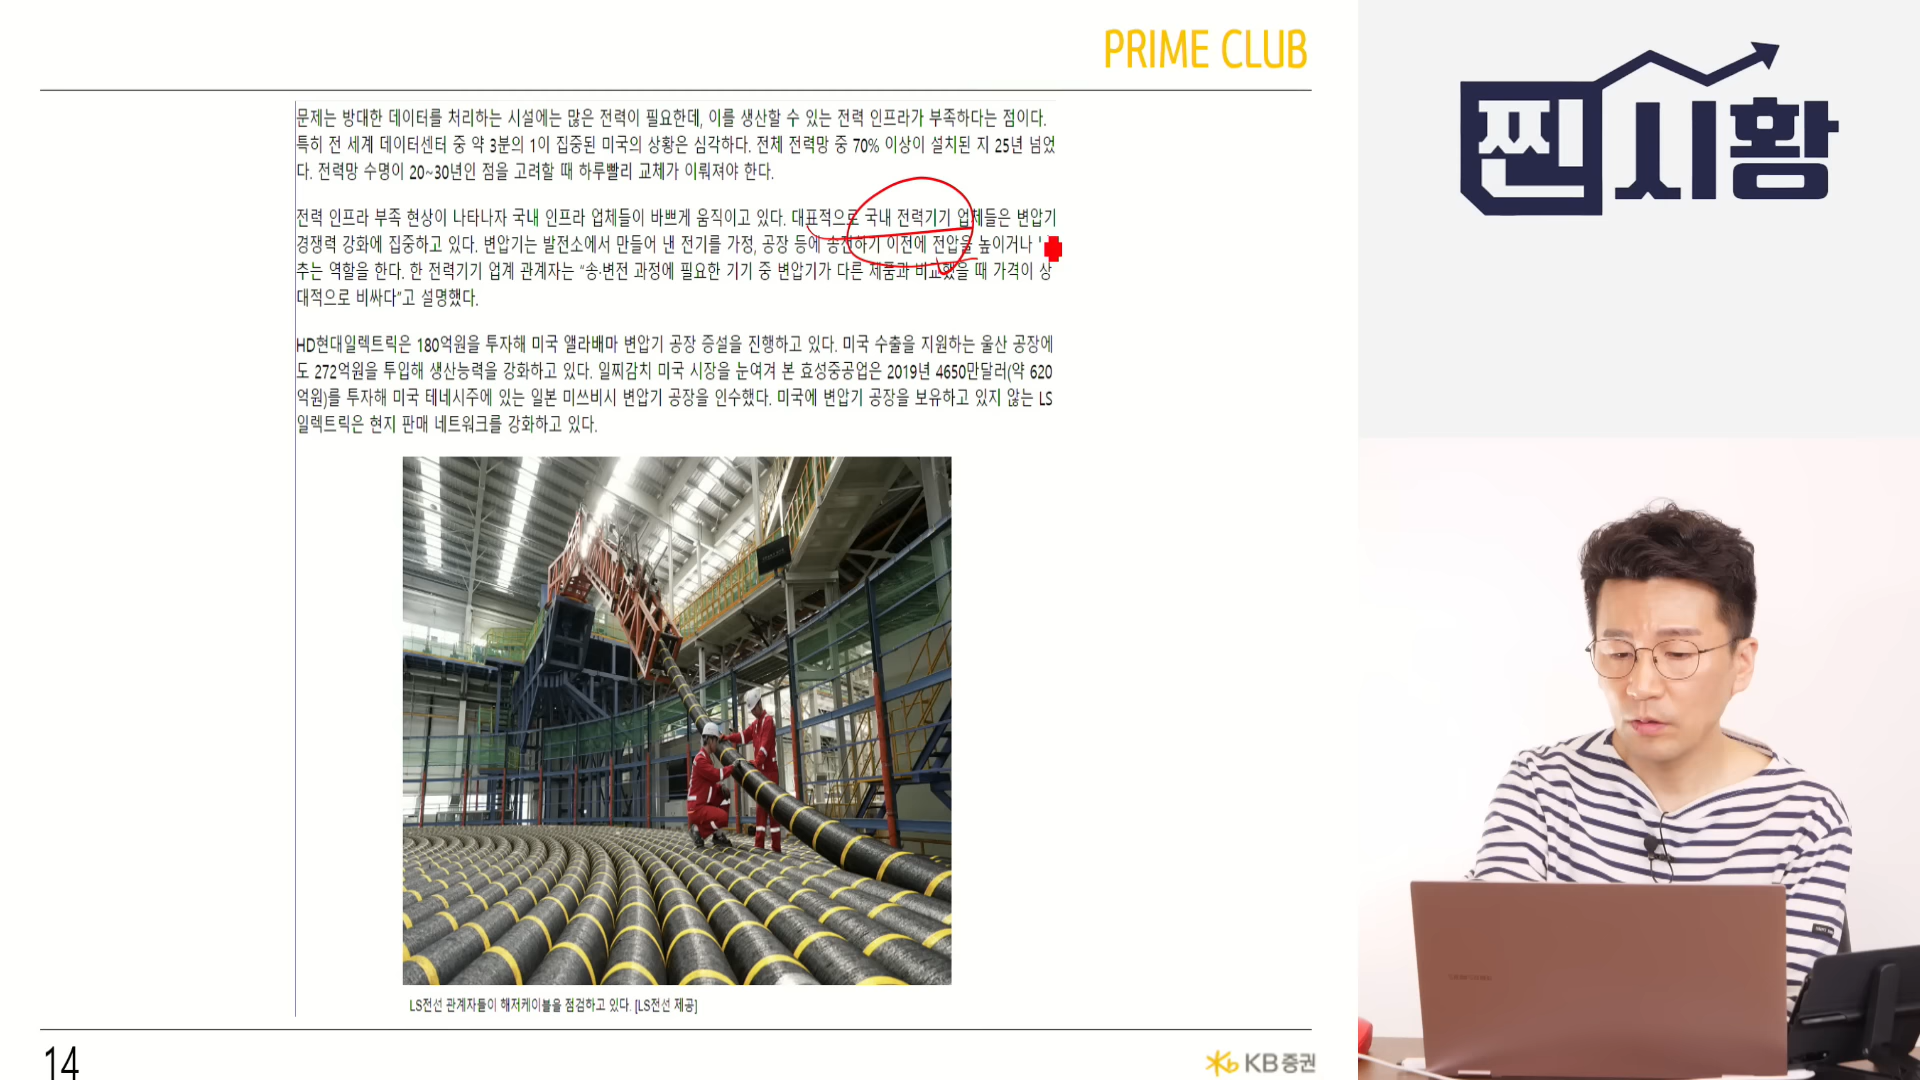 PRIME CLUB
찐시황
문제는 방대한 데이터를 처리하는 시설에는 많은 전력이 필요한데, 이를 생산할 수 있는 전력 인프라가 부족하다는 점이다.
특히 전 세계 데이터센터 중 약 3분의 1이 집중된 미국의 상황은 심각하다. 전체 전력망 중 70% 이상이 설치된 지 25년 넘었
다. 전력망 수명이 20~30년인 점을 고려할 때 하루빨리 교체가 이뤄져야 한다.
전력 인프라 부족 현상이 나타나자 국내 인프라 업체들이 바쁘게 움직이고 있다. 대표적으로 국내 전력기기 업체들은 변압기
경쟁력 강화에 집중하고 있다. 변압기는 발전소에서 만들어 낸 전기를 가정, 공장 등에 송전하기 이전에 전압을 높이거나
추는 역할을 한다. 한 전력기기 업계 관계자는 “송·변전 과정에 필요한 기기 중 변압기가 다른 제품과 비교했을 때 가격이 상
대적으로 비싸다”고 설명했다.
HD현대일렉트릭은 180억원을 투자해 미국 앨라배마 변압기 공장 증설을 진행하고 있다. 미국 수출을 지원하는 울산 공장에
도 272억원을 투입해 생산능력을 강화하고 있다. 일찌감치 미국 시장을 눈여겨 본 효성중공업은 2019년 4650만달러(약 620
억원)를 투자해 미국 테네시주에 있는 일본 미쓰비시 변압기 공장을 인수했다. 미국에 변압기 공장을 보유하고 있지 않는 LS
일렉트릭은 현지 판매 네트워크를 강화하고 있다.
LS전선 관계자들이 해저케이블을 점검하고 있다. [LS전선 제공]
14
KB증권